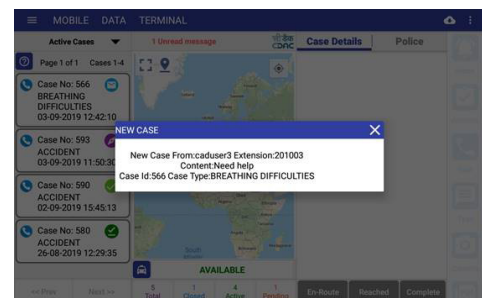 MOBILE DATA TERMINAL
Active Cases
1 Unread message
सी डैक
CDAC
Case Details
Police
Page 1 of 1 Cases 1-4
Case No: 566
BREATHING
DIFFICULTIES
03-09-2019 12:42:10
Case No: 593
ACCIDENT
03-09-2019 11:50:30
Case No: 590
ACCIDENT
02-09-2019 15:45:13
Case No: 580
ACCIDENT
26-08-2019 12:29:35
NEW CASE
New Case From:caduser3 Extension:201003
Content:Need help
Case Id:566 Case Type:BREATHING DIFFICULTIES
AVAILABLE
<< Prev Next >>
5 1 4 1
Total Closed Active Pending
En-Route Reached Complete